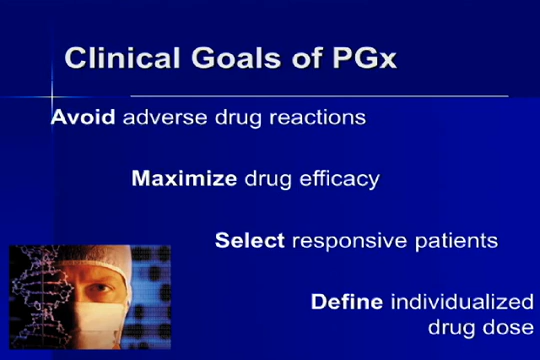 Clinical Goals of PGx
Avoid adverse drug reactions
Maximize drug efficacy
Select responsive patients
Define individualized
drug dose